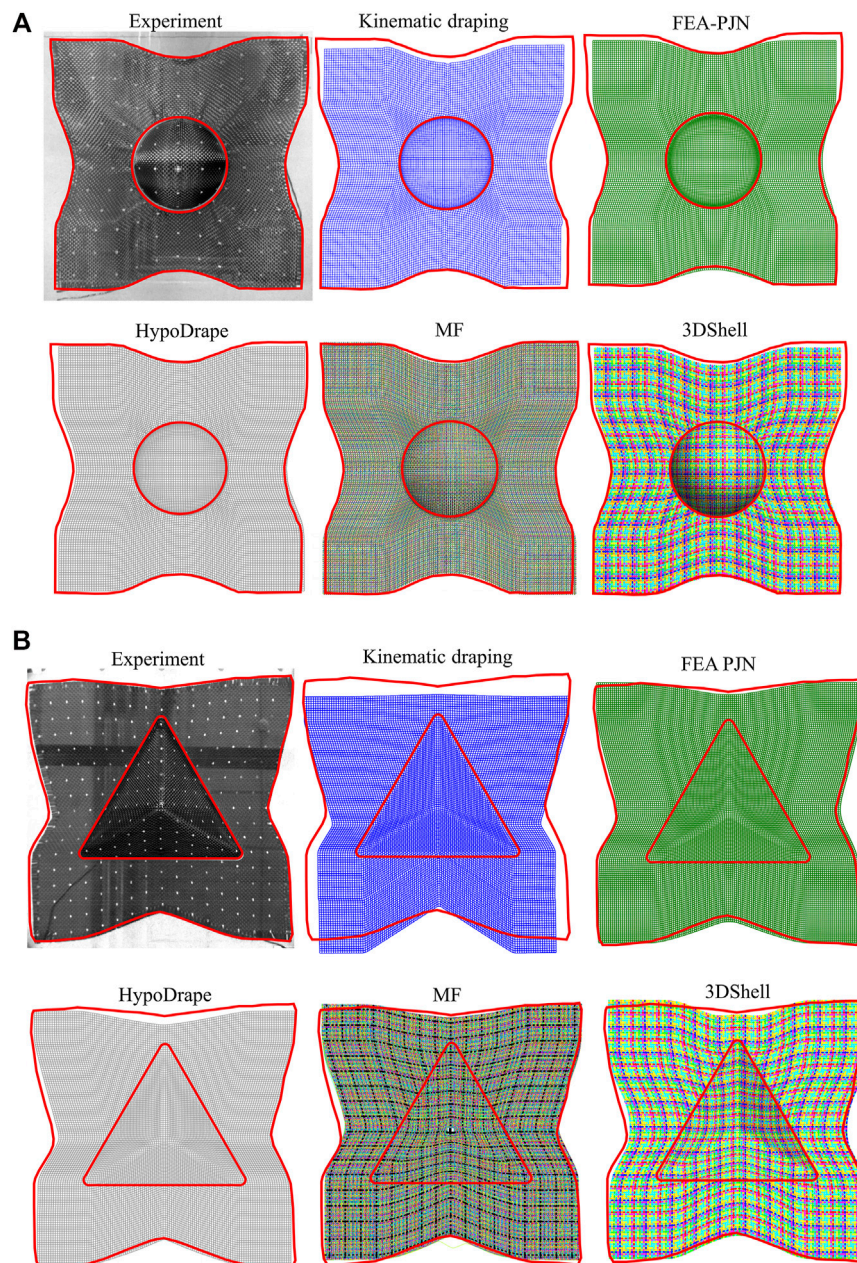 A
Experiment
Kinematic draping
FEA-PJN
HypoDrape
MF
3DShell
B
Experiment
Kinematic draping
FEA PJN
HypoDrape
MF
3DShell